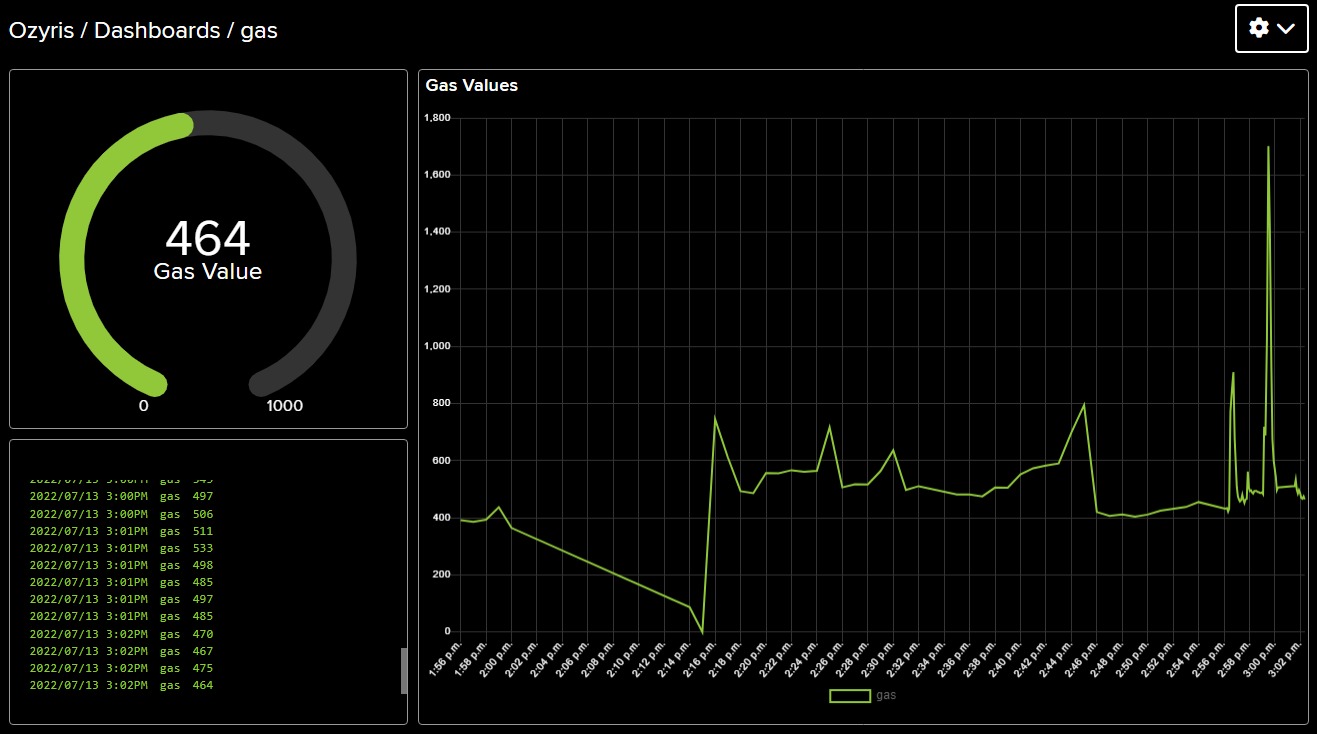 Ozyris / Dashboards / gas
464
Gas Value
0
1000
2022/07/13 3:00PM gas 497
2022/07/13 3:00PM gas 506
2022/07/13 3:01PM gas 511
2022/07/13 3:01PM gas 533
2022/07/13 3:01PM gas 498
2022/07/13 3:01PM gas 485
2022/07/13 3:01PM gas 497
2022/07/13 3:01PM gas 485
2022/07/13 3:02PM gas 470
2022/07/13 3:02PM gas 467
2022/07/13 3:02PM gas 475
2022/07/13 3:02PM gas 464
Gas Values
1,800
1,600
1,400
1,200
1,000
800
600
400
200
0
1:56 p.m.
1:58 p.m.
2:00 p.m.
2:02 p.m.
2:04 p.m.
2:06 p.m.
2:08 p.m.
2:10 p.m.
2:12 p.m.
2:14 p.m.
2:16 p.m.
2:18 p.m.
2:20 p.m.
2:22 p.m.
2:24 p.m.
2:26 p.m.
2:28 p.m.
2:30 p.m.
2:32 p.m.
2:34 p.m.
2:36 p.m.
2:38 p.m.
2:40 p.m.
2:42 p.m.
2:44 p.m.
2:46 p.m.
2:48 p.m.
2:50 p.m.
2:52 p.m.
2:54 p.m.
2:56 p.m.
2:58 p.m.
3:00 p.m.
3:02 p.m.
gas